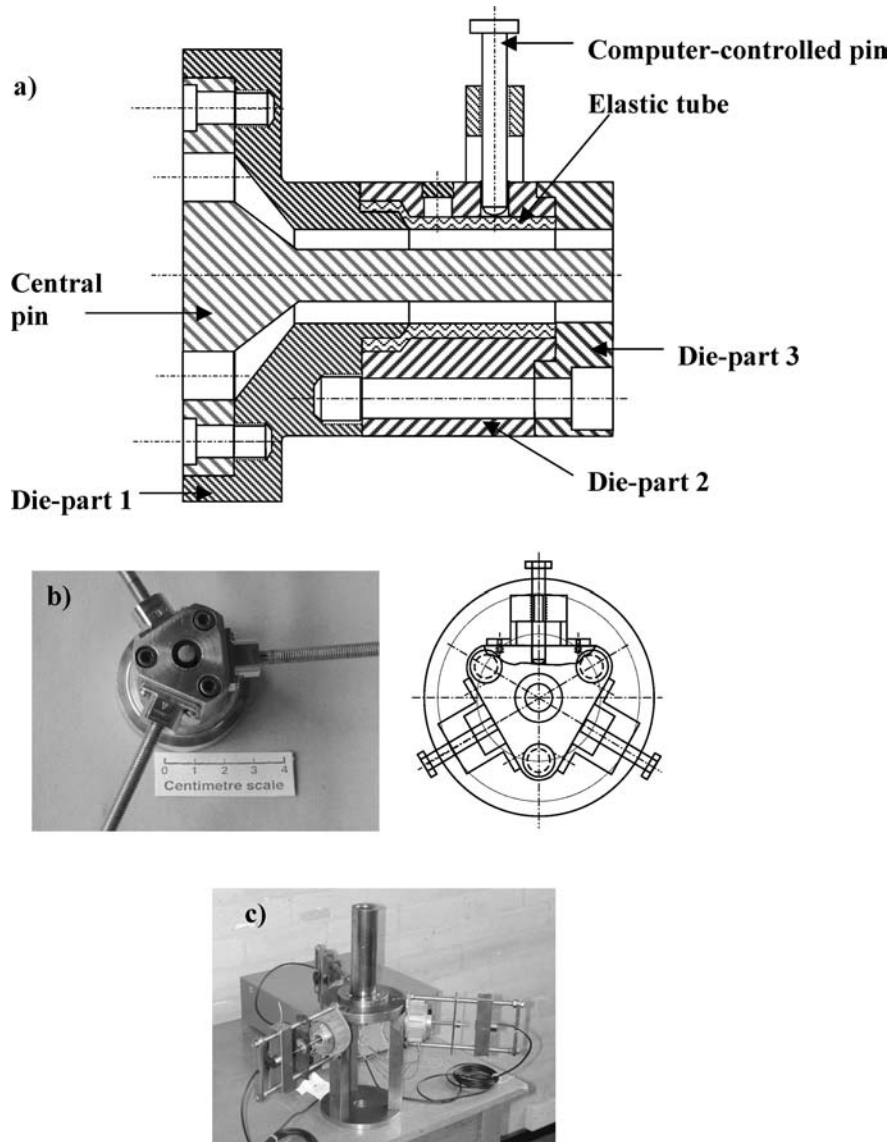 a)
Computer-controlled pin
Elastic tube
Central
pin
Die-part 3
Die-part 2
Die-part 1
b)
0 1 2 3 4
Centimetre scale
c)